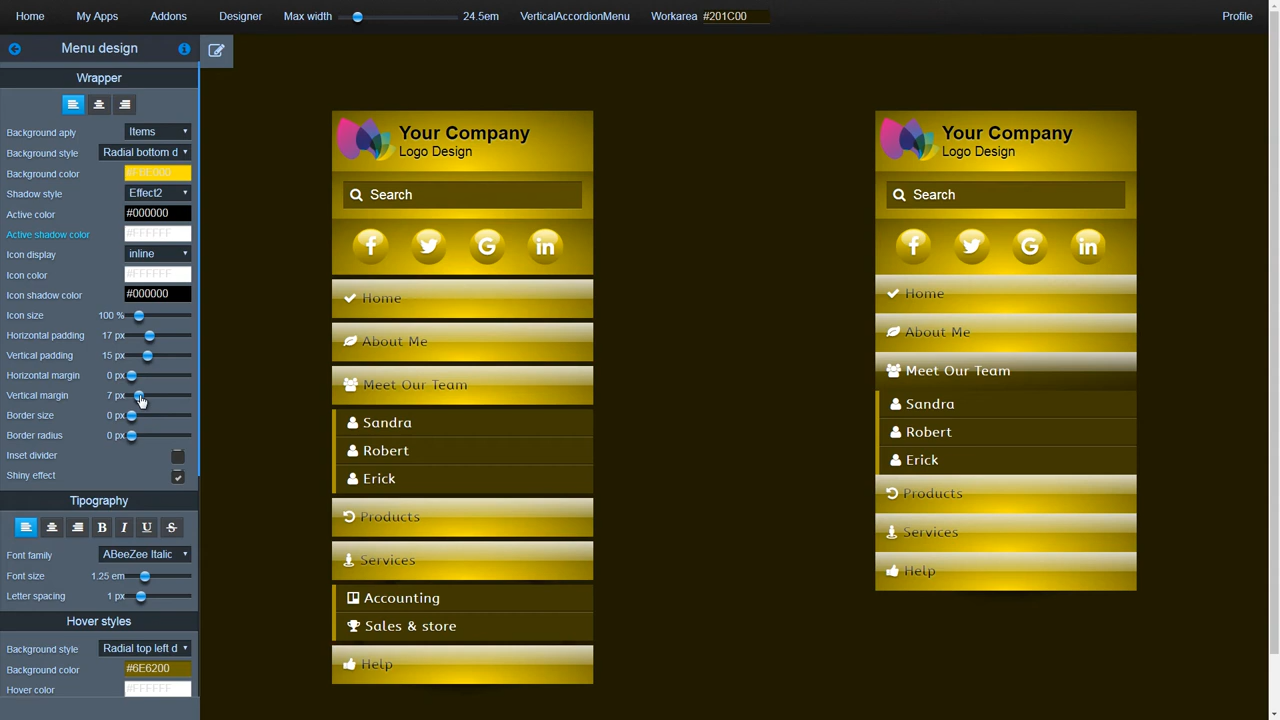 Home My Apps Addons Designer Max width 24.5em VerticalAccordionMenu Workarea #201C00 Profile
Menu design
Wrapper
Background aply Items
Background style Radial bottom d
Background color #FBE000
Shadow style Effect2
Active color #000000
Active shadow color #FFFFFF
Icon display inline
Icon color #FFFFFF
Icon shadow color #000000
Icon size 100 %
Horizontal padding 17 px
Vertical padding 15 px
Horizontal margin 0 px
Vertical margin 7 px
Border size 0 px
Border radius 0 px
Inset divider
Shiny effect
Tipography
B I U S
Font family ABeeZee Italic
Font size 1.25 em
Letter spacing 1 px
Hover styles
Background style Radial top left d
Background color #6E6200
Hover color #FFFFFF
Your Company
Logo Design
Search
Home
About Me
Meet Our Team
Sandra
Robert
Erick
Products
Services
Accounting
Sales & store
Help
Your Company
Logo Design
Search
Home
About Me
Meet Our Team
Sandra
Robert
Erick
Products
Services
Help